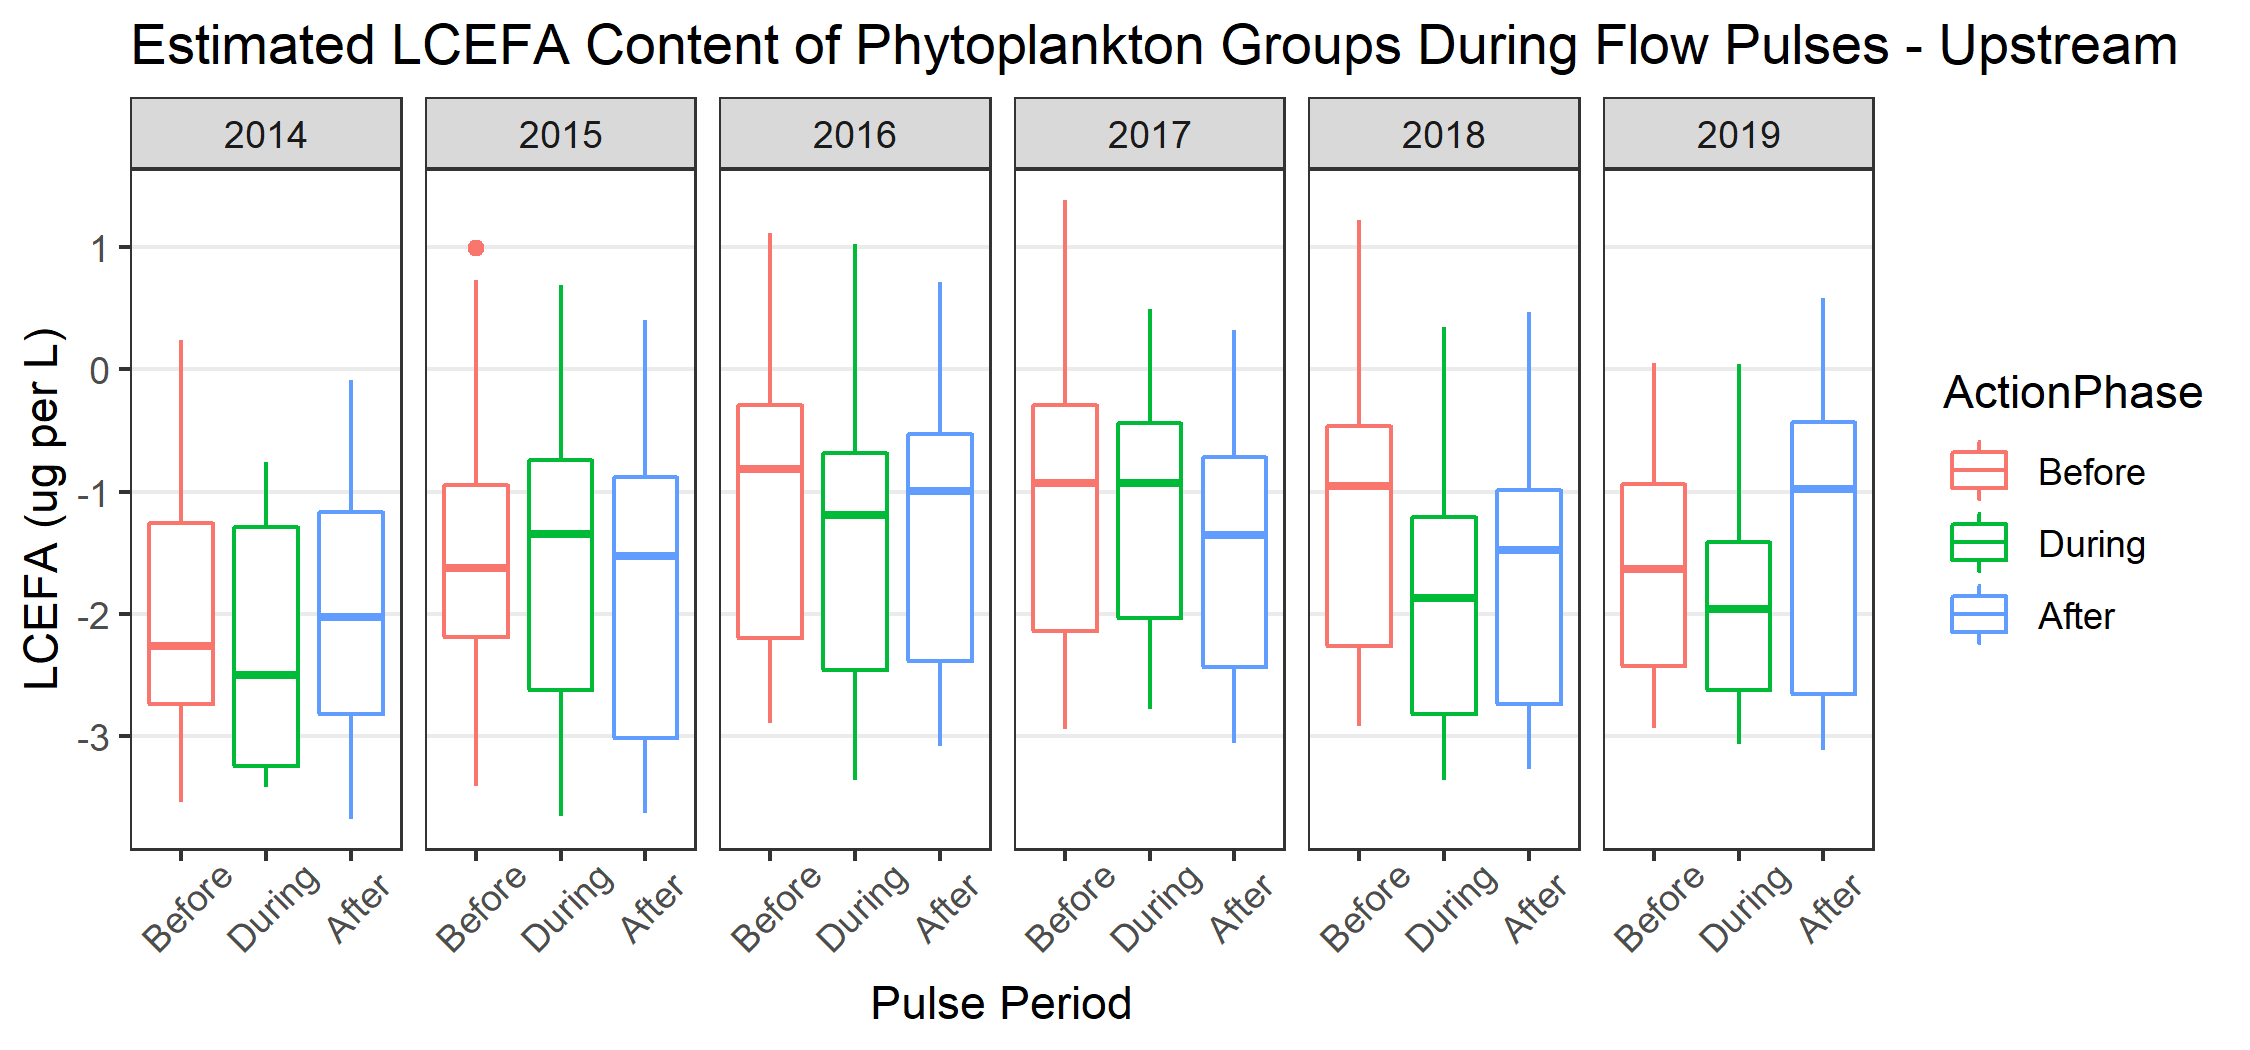 Estimated LCEFA Content of Phytoplankton Groups During Flow Pulses - Upstream
2014 2015 2016 2017 2018 2019
LCEFA (ug per L)
1
0
-1
-2
-3
Before During After Before During After Before During After Before During After Before During After Before During After
Pulse Period
ActionPhase
Before
During
After